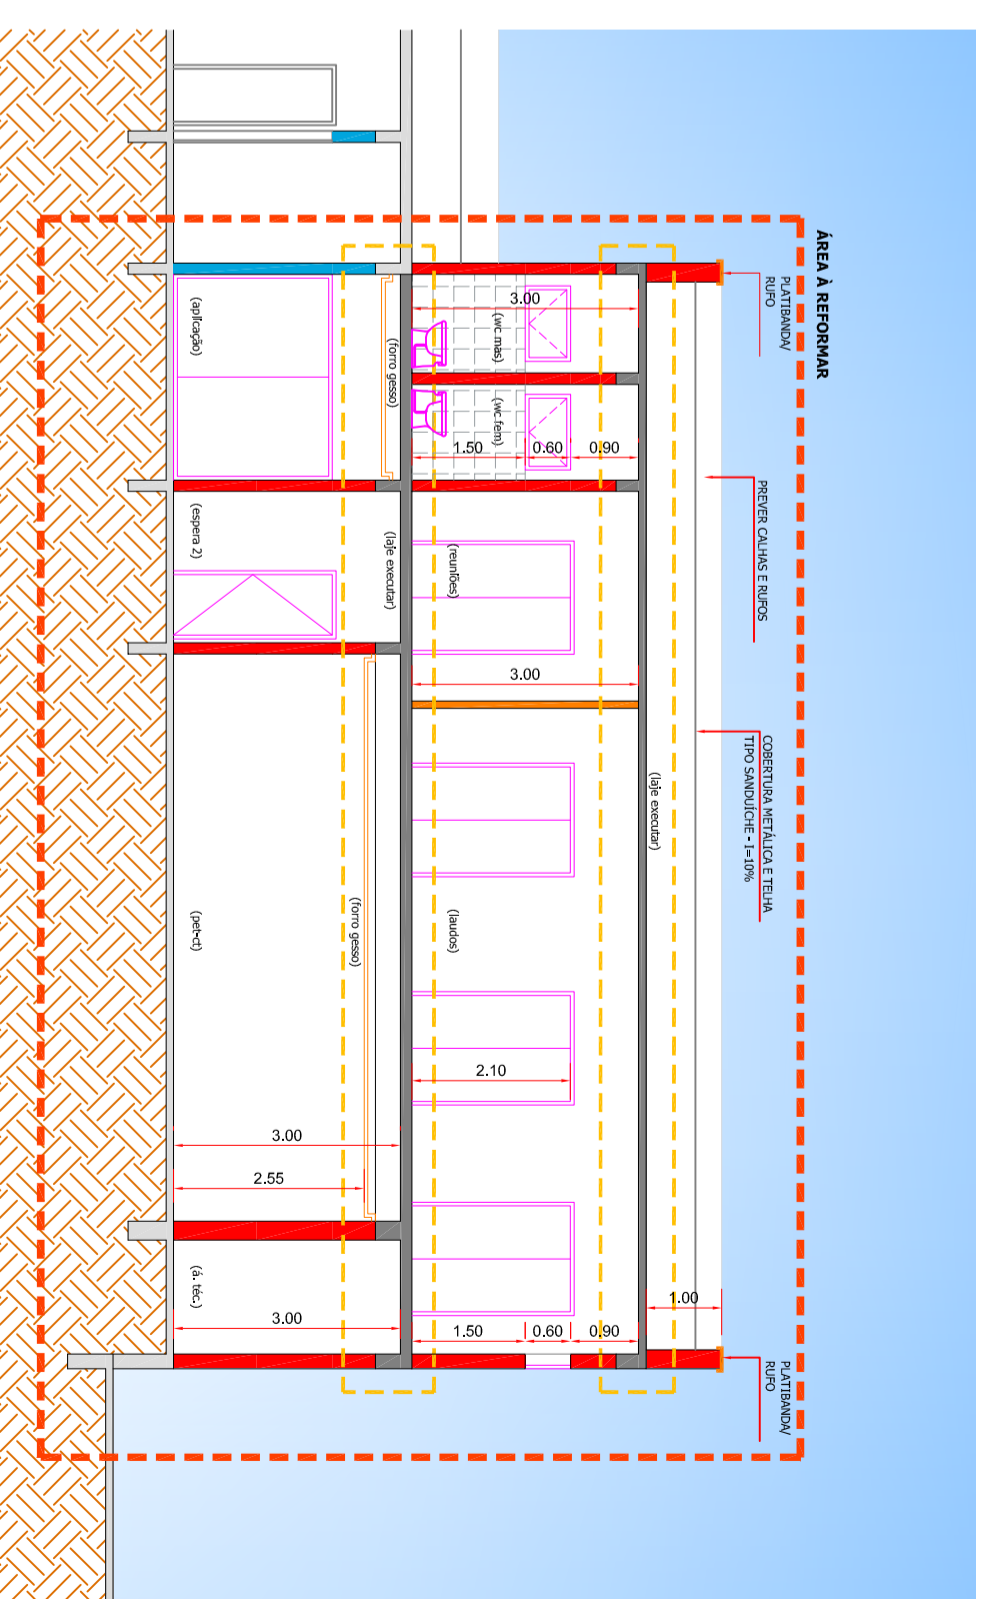 ÁREA À REFORMAR
PLATIBANDA/
RUFO
PREVER CALHAS E RUFOS
COBERTURA METÁLICA E TELHA
TIPO SANDUÍCHE - I=10%
PLATIBANDA/
RUFO
1.00
(laje executar)
3.00
(wc.mas)
(wc.fem)
1.50
0.60
0.90
(reuniões)
3.00
(laudos)
2.10
1.50
0.60
0.90
(forro gesso)
(laje executar)
(forro gesso)
(aplicação)
(espera 2)
(pet-ct)
3.00
2.55
(á. téc.)
3.00